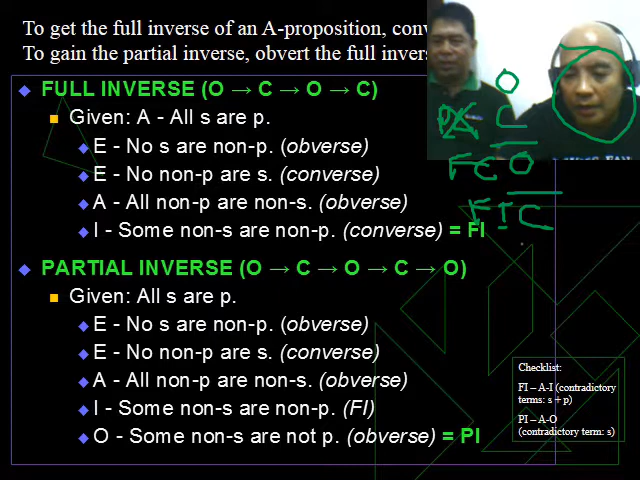 To get the full inverse of an A-proposition, conv
To gain the partial inverse, obvert the full invers
FULL INVERSE (O → C → O → C)
Given: A - All s are p.
E - No s are non-p. (obverse)
E - No non-p are s. (converse)
A - All non-p are non-s. (obverse)
I - Some non-s are non-p. (converse) = FI
PARTIAL INVERSE (O → C → O → C → O)
Given: All s are p.
E - No s are non-p. (obverse)
E - No non-p are s. (converse)
A - All non-p are non-s. (obverse)
I - Some non-s are non-p. (FI)
O - Some non-s are not p. (obverse) = PI
O
C
FC O
FI C
Checklist:
FI – A-I (contradictory
terms: s + p)
PI – A-O
(contradictory term: s)